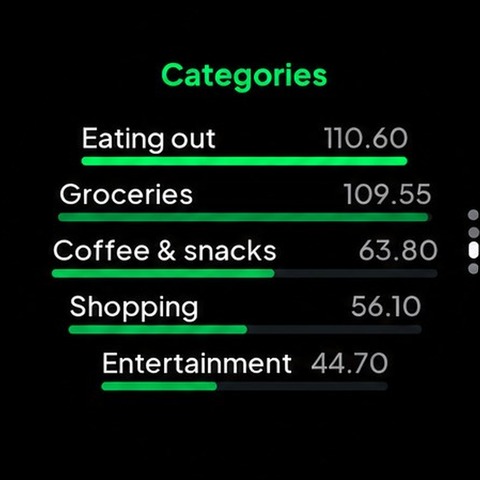 Categories
Eating out 110.60
Groceries 109.55
Coffee & snacks 63.80
Shopping 56.10
Entertainment 44.70